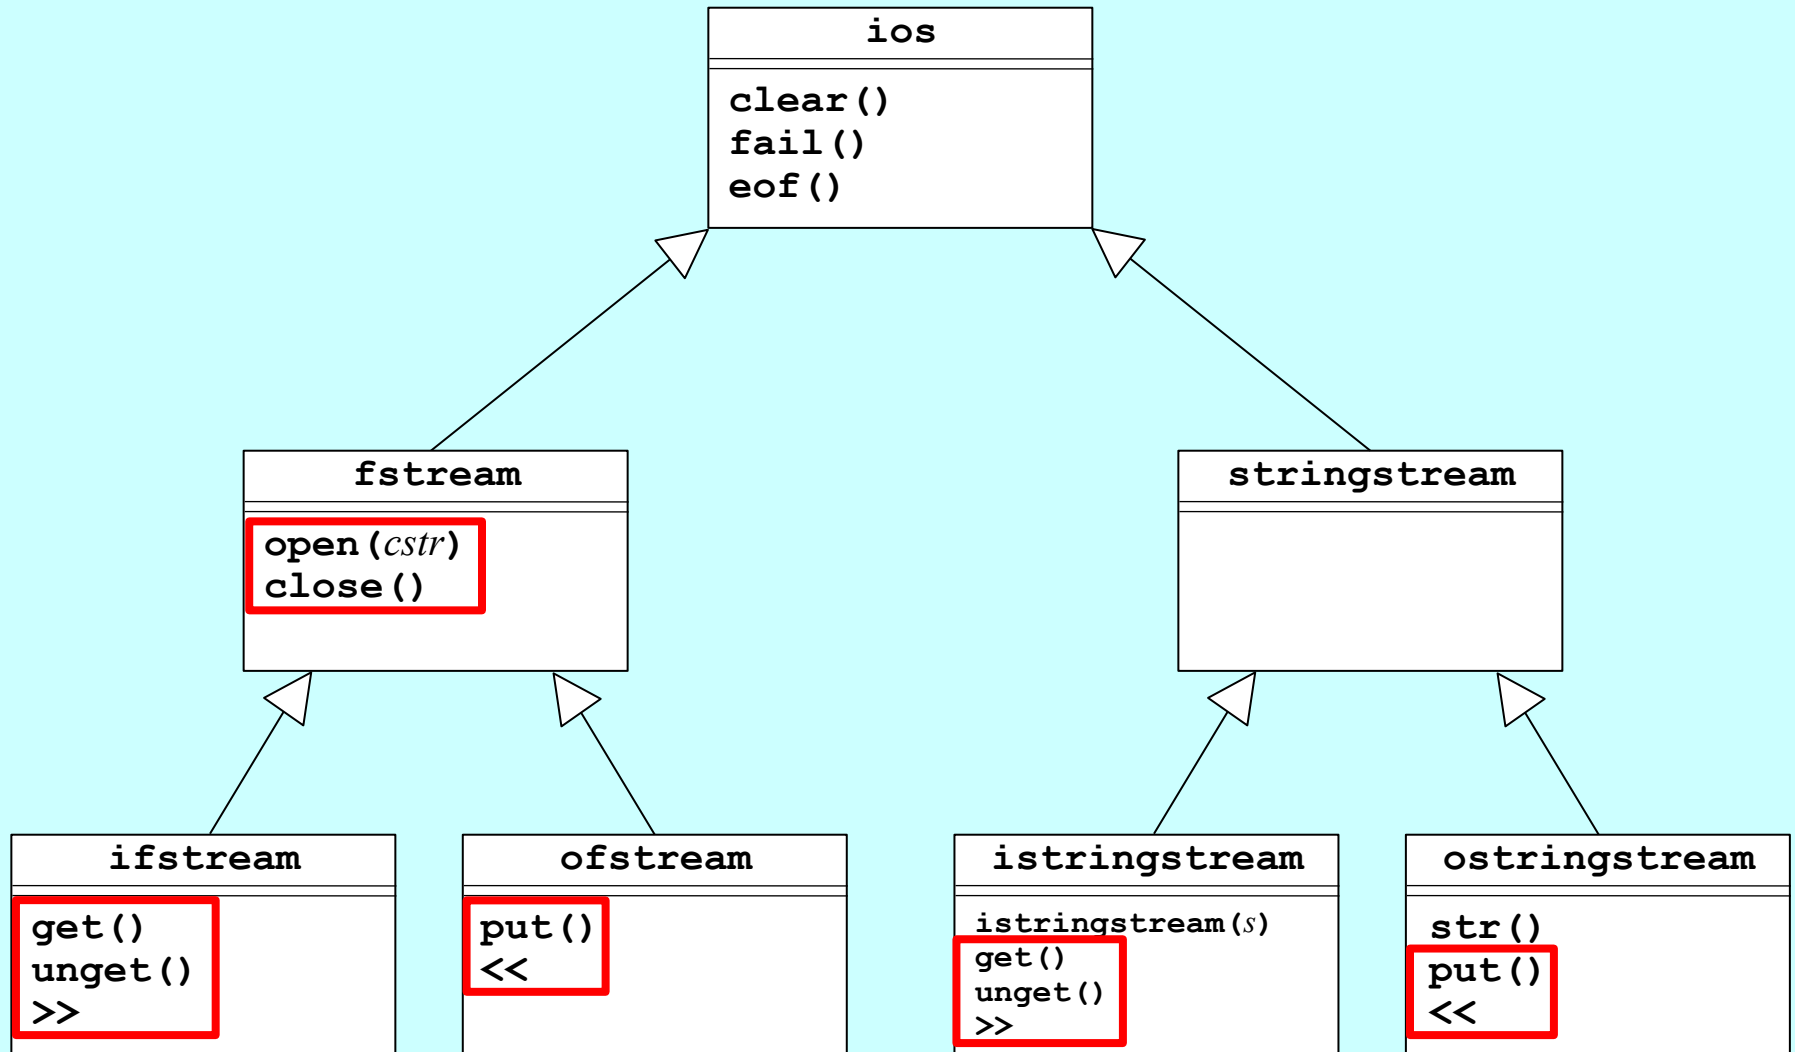 ios
clear()
fail()
eof()
fstream
open(cstr)
close()
stringstream
ifstream
get()
unget()
>>
ofstream
put()
<<
istringstream
istringstream(s)
get()
unget()
>>
ostringstream
str()
put()
<<